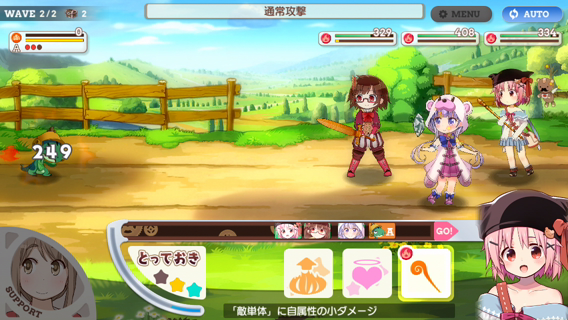 WAVE 2/2 2
通常攻撃
MENU
AUTO
0
A
329
408
334
249
GO!
A
とっておき
SUPPORT
「敵単体」に自属性の小ダメージ